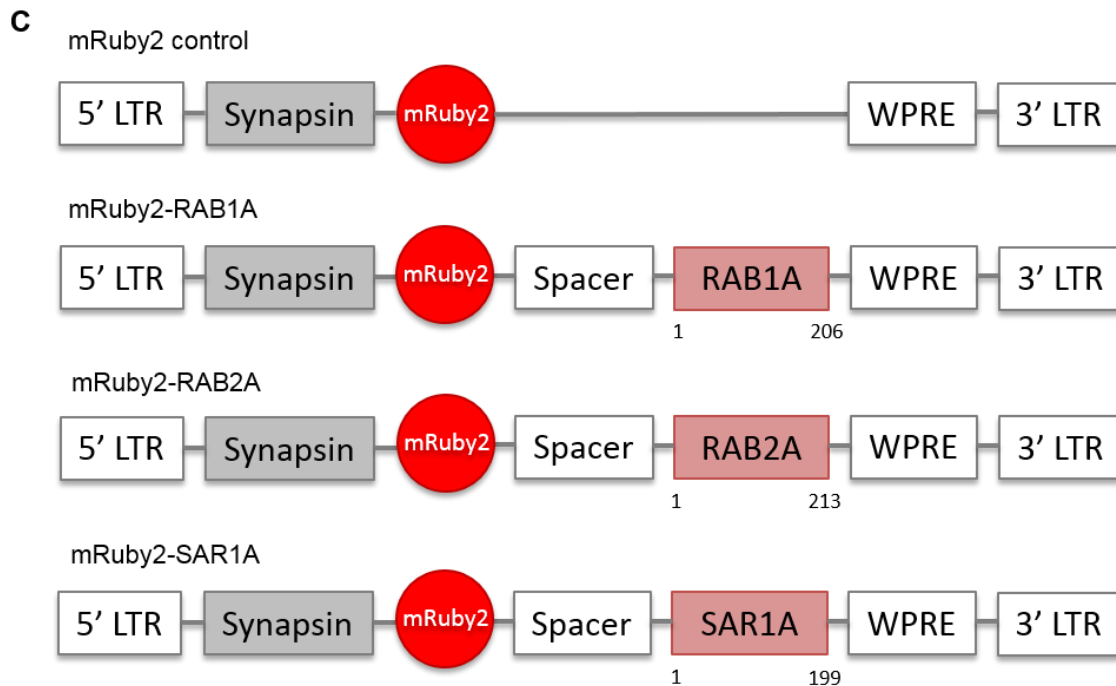 C
mRuby2 control
5’ LTR Synapsin mRuby2 WPRE 3’ LTR
mRuby2-RAB1A
5’ LTR Synapsin mRuby2 Spacer RAB1A WPRE 3’ LTR
1 206
mRuby2-RAB2A
5’ LTR Synapsin mRuby2 Spacer RAB2A WPRE 3’ LTR
1 213
mRuby2-SAR1A
5’ LTR Synapsin mRuby2 Spacer SAR1A WPRE 3’ LTR
1 199